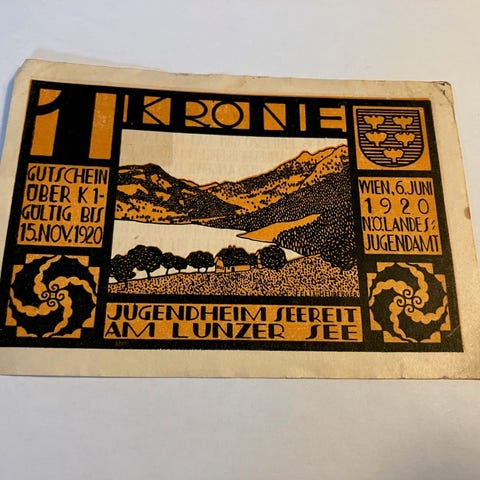 1 KRONE
GUTSCHEIN
ÜBER K1-
GÜLTIG BIS
15.NOV.1920
WIEN, 6. JUNI
1920
N.Ö.LANDES-
JUGENDAMT
JUGENDHEIM SEEREIT
AM LUNZER SEE